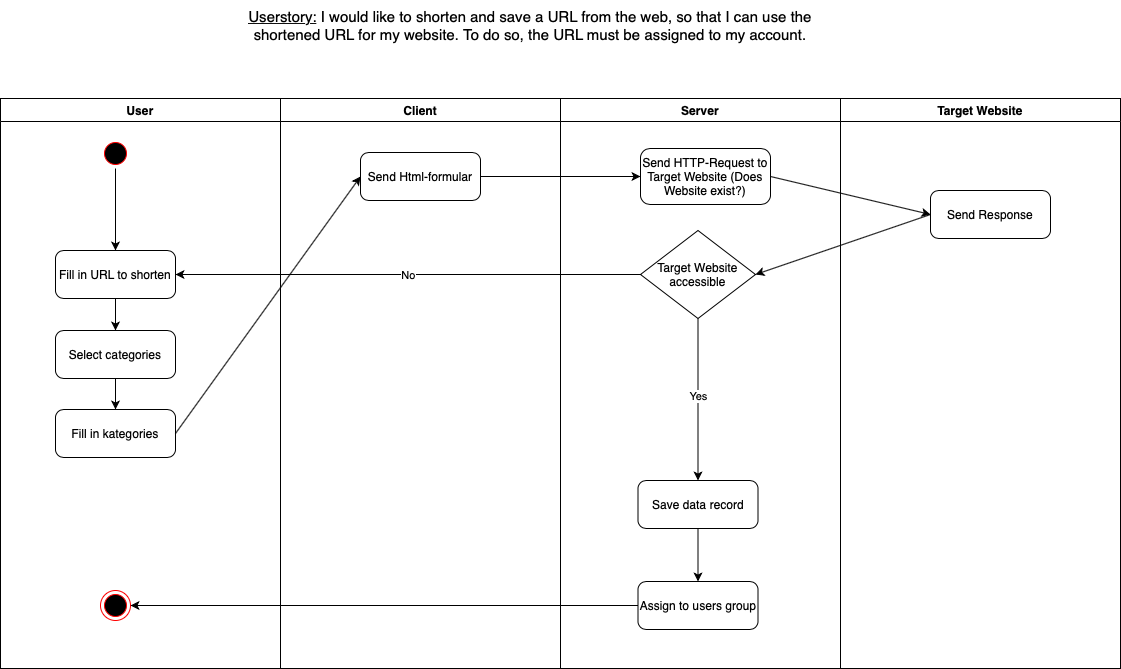 Userstory: I would like to shorten and save a URL from the web, so that I can use the
shortened URL for my website. To do so, the URL must be assigned to my account.
User
Client
Server
Target Website
Send Html-formular
Send HTTP-Request to
Target Website (Does
Website exist?)
Send Response
Fill in URL to shorten
No
Target Website
accessible
Select categories
Yes
Fill in kategories
Save data record
Assign to users group